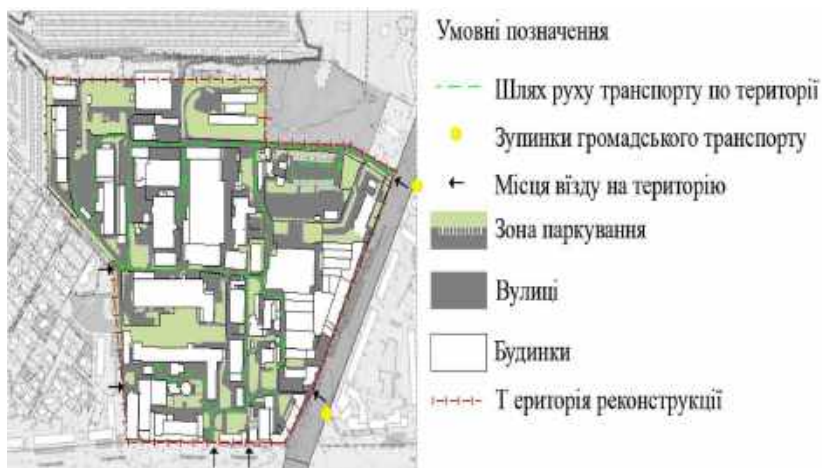 Умовні позначення
Шлях руху транспорту по території
Зупинки громадського транспорту
Місця вїзду на територію
Зона паркування
Вулиці
Будинки
Т ериторія реконструкції